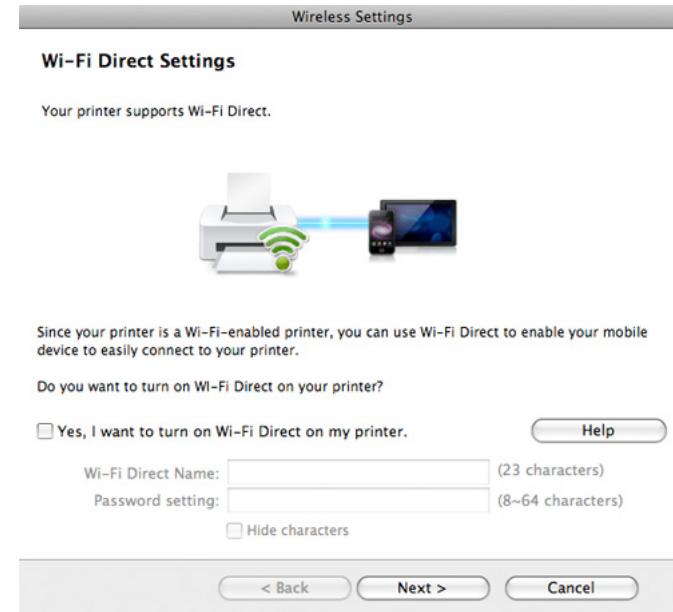 Wireless Settings
Wi-Fi Direct Settings
Your printer supports Wi-Fi Direct.
Since your printer is a Wi-Fi-enabled printer, you can use Wi-Fi Direct to enable your mobile
device to easily connect to your printer.
Do you want to turn on WI-Fi Direct on your printer?
Yes, I want to turn on Wi-Fi Direct on my printer.
Help
Wi-Fi Direct Name:
(23 characters)
Password setting:
(8~64 characters)
Hide characters
< Back
Next >
Cancel